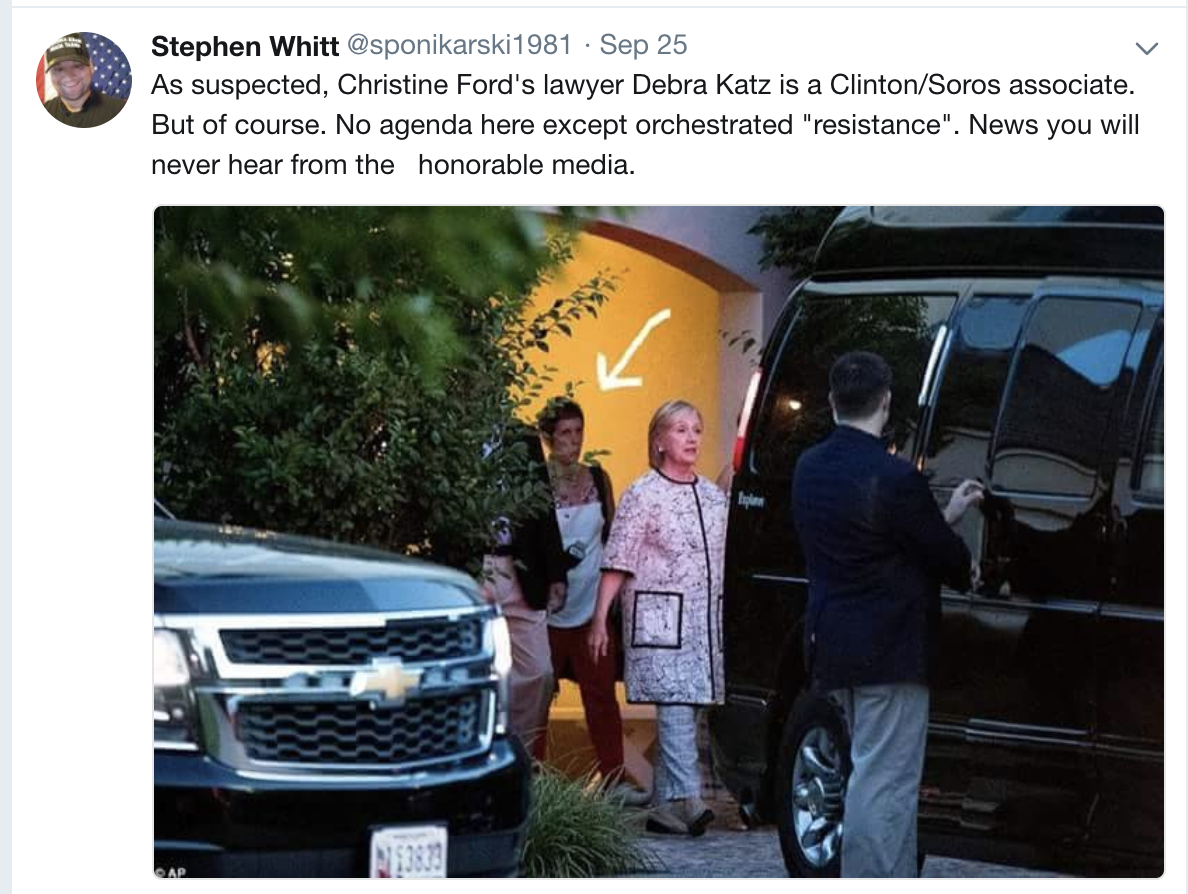 Stephen Whitt @sponikarski1981 · Sep 25
As suspected, Christine Ford's lawyer Debra Katz is a Clinton/Soros associate.
But of course. No agenda here except orchestrated "resistance". News you will
never hear from the   honorable media.
Explorer
© AP